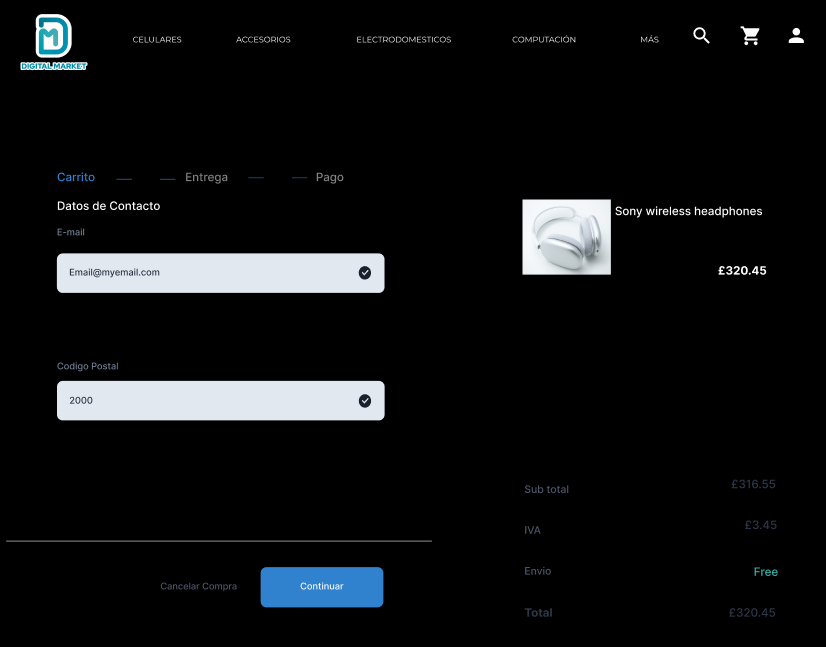 DIGITAL MARKET
CELULARES
ACCESORIOS
ELECTRODOMESTICOS
COMPUTACIÓN
MÁS
Carrito
Entrega
Pago
Datos de Contacto
E-mail
Email@myemail.com
Codigo Postal
2000
Cancelar Compra
Continuar
Sony wireless headphones
£320.45
Sub total £316.55
IVA £3.45
Envio Free
Total £320.45